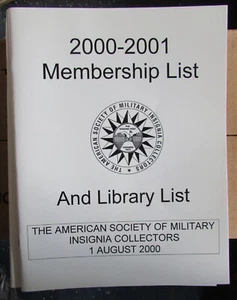 2000-2001
Membership List
THE AMERICAN SOCIETY OF MILITARY INSIGNIA COLLECTORS
And Library List
THE AMERICAN SOCIETY OF MILITARY
INSIGNIA COLLECTORS
1 AUGUST 2000